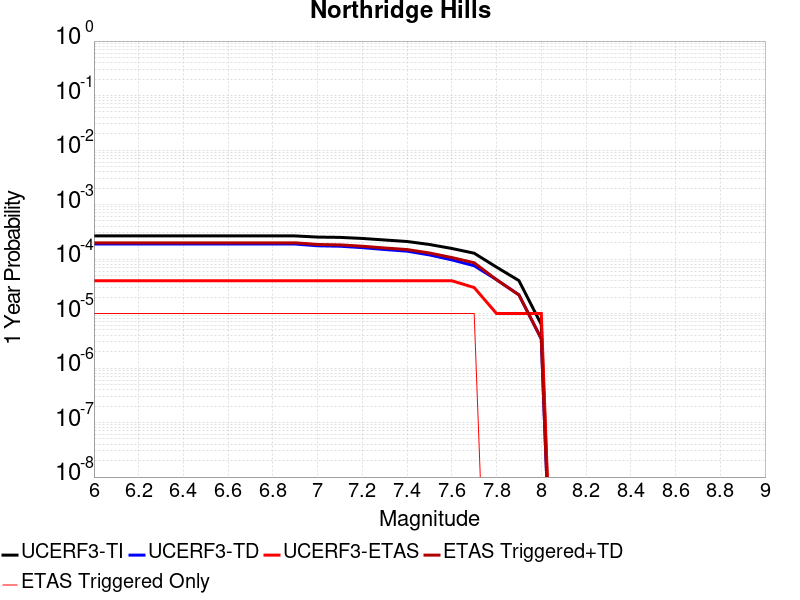 Northridge Hills
10^0
10^-1
10^-2
10^-3
10^-4
10^-5
10^-6
10^-7
10^-8
1 Year Probability
6 6.2 6.4 6.6 6.8 7 7.2 7.4 7.6 7.8 8 8.2 8.4 8.6 8.8 9
Magnitude
UCERF3-TI UCERF3-TD UCERF3-ETAS ETAS Triggered+TD
ETAS Triggered Only